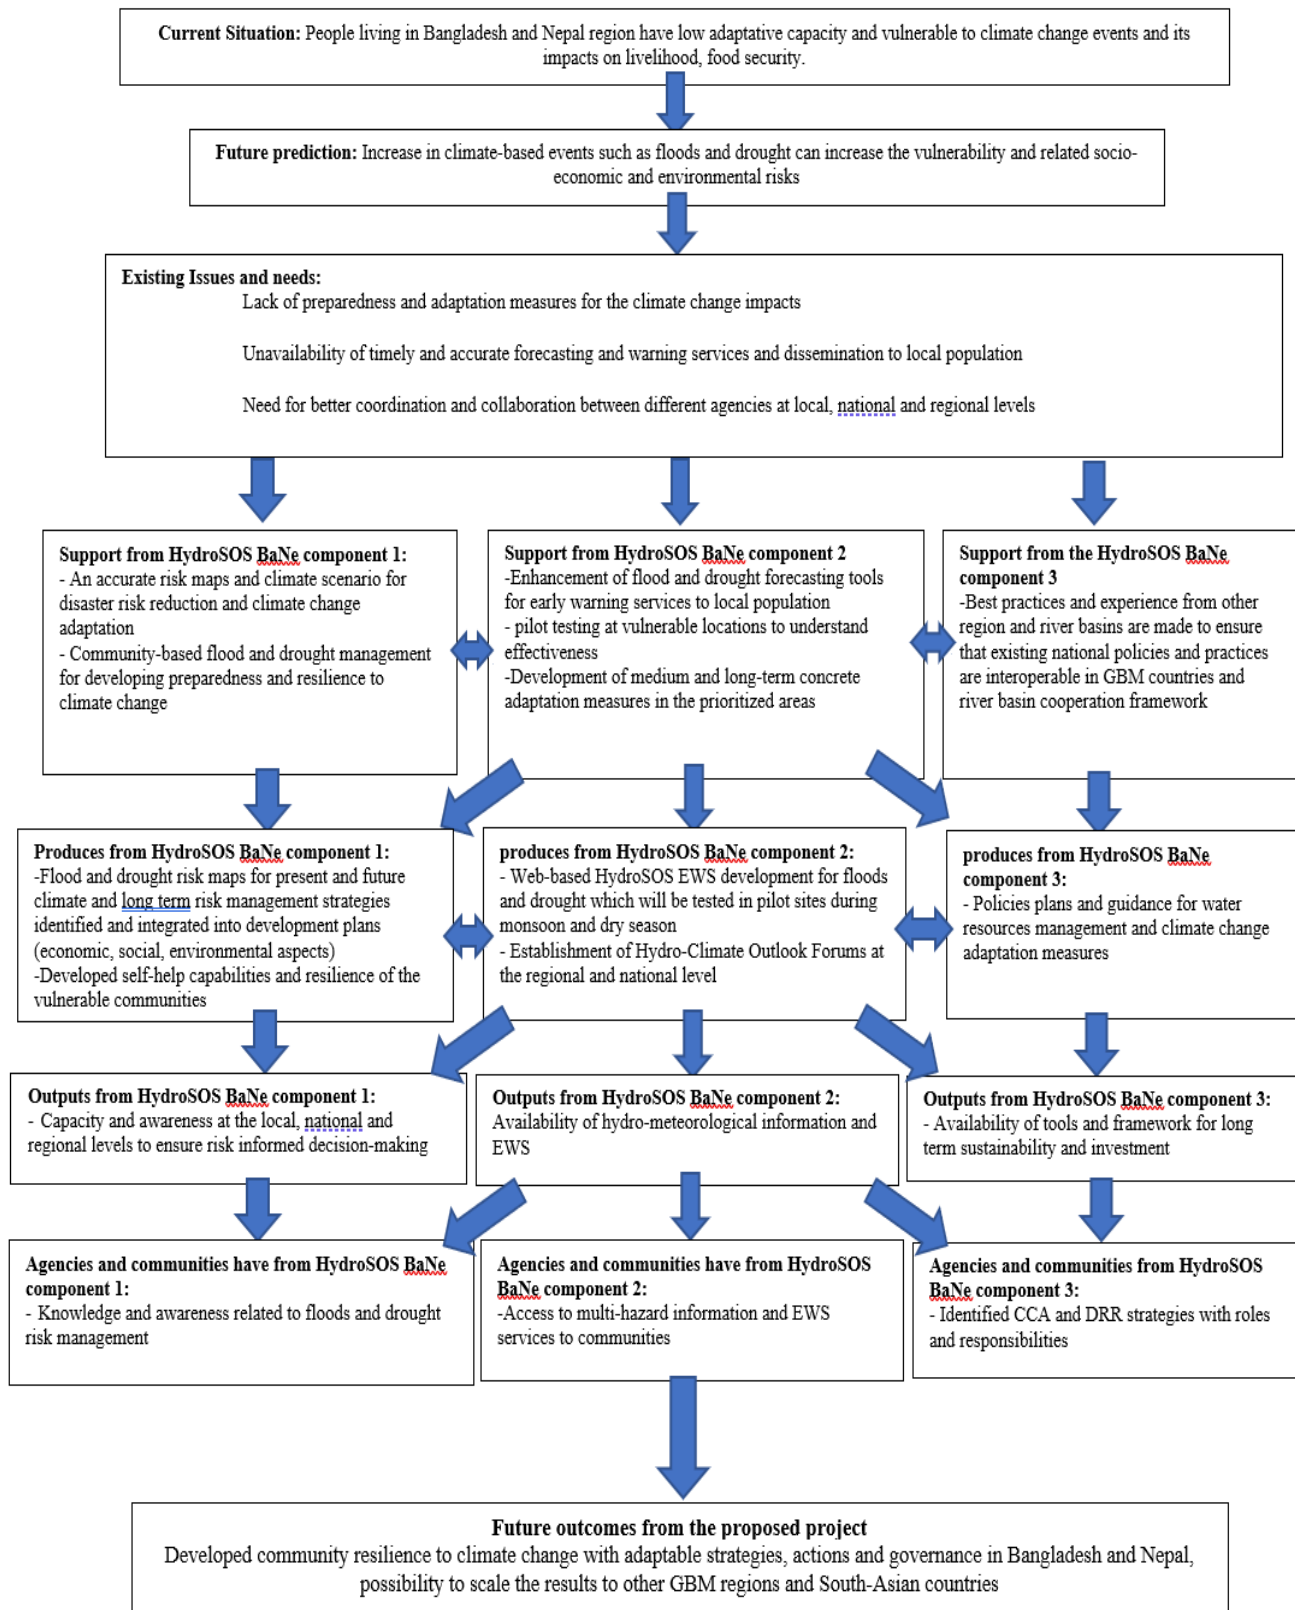 Current Situation: People living in Bangladesh and Nepal region have low adaptative capacity and vulnerable to climate change events and its
impacts on livelihood, food security.
Future prediction: Increase in climate-based events such as floods and drought can increase the vulnerability and related socio-
economic and environmental risks
Existing Issues and needs:
Lack of preparedness and adaptation measures for the climate change impacts
Unavailability of timely and accurate forecasting and warning services and dissemination to local population
Need for better coordination and collaboration between different agencies at local, national and regional levels
Support from HydroSOS BaNe component 1:
- An accurate risk maps and climate scenario for
disaster risk reduction and climate change
adaptation
- Community-based flood and drought management
for developing preparedness and resilience to
climate change
Support from HydroSOS BaNe component 2
-Enhancement of flood and drought forecasting tools
for early warning services to local population
- pilot testing at vulnerable locations to understand
effectiveness
-Development of medium and long-term concrete
adaptation measures in the prioritized areas
Support from the HydroSOS BaNe
component 3
-Best practices and experience from other
region and river basins are made to ensure
that existing national policies and practices
are interoperable in GBM countries and
river basin cooperation framework
Produces from HydroSOS BaNe component 1:
-Flood and drought risk maps for present and future
climate and long term risk management strategies
identified and integrated into development plans
(economic, social, environmental aspects)
-Developed self-help capabilities and resilience of the
vulnerable communities
produces from HydroSOS BaNe component 2:
- Web-based HydroSOS EWS development for floods
and drought which will be tested in pilot sites during
monsoon and dry season
- Establishment of Hydro-Climate Outlook Forums at
the regional and national level
produces from HydroSOS BaNe
component 3:
- Policies plans and guidance for water
resources management and climate change
adaptation measures
Outputs from HydroSOS BaNe component 1:
- Capacity and awareness at the local, national and
regional levels to ensure risk informed decision-making
Outputs from HydroSOS BaNe component 2:
Availability of hydro-meteorological information and
EWS
Outputs from HydroSOS BaNe component 3:
- Availability of tools and framework for long
term sustainability and investment
Agencies and communities have from HydroSOS BaNe
component 1:
- Knowledge and awareness related to floods and drought
risk management
Agencies and communities have from HydroSOS
BaNe component 2:
-Access to multi-hazard information and EWS
services to communities
Agencies and communities from HydroSOS
BaNe component 3:
- Identified CCA and DRR strategies with roles
and responsibilities
Future outcomes from the proposed project
Developed community resilience to climate change with adaptable strategies, actions and governance in Bangladesh and Nepal,
possibility to scale the results to other GBM regions and South-Asian countries